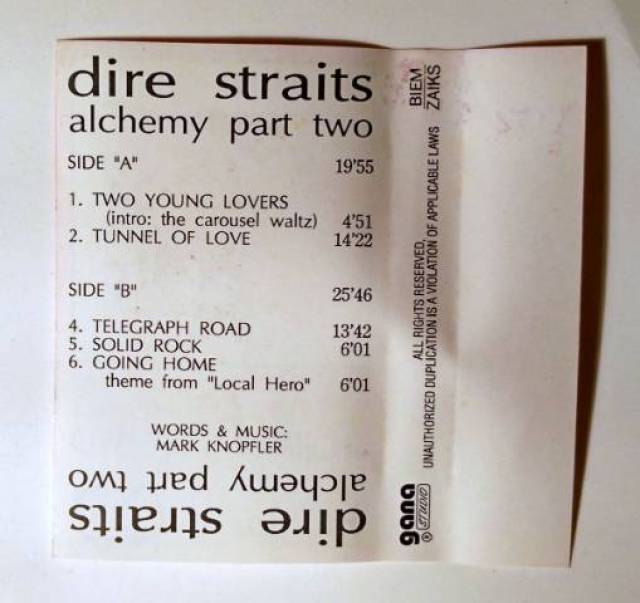 dire straits
alchemy part two
SIDE "A" 19'55
1. TWO YOUNG LOVERS
(intro: the carousel waltz) 4'51
2. TUNNEL OF LOVE 14'22
SIDE "B" 25'46
4. TELEGRAPH ROAD 13'42
5. SOLID ROCK 6'01
6. GOING HOME
theme from "Local Hero" 6'01
WORDS & MUSIC:
MARK KNOPFLER
dire straits
alchemy part two
BIEM
ZAIKS
ALL RIGHTS RESERVED,
UNAUTHORIZED DUPLICATION IS A VIOLATION OF APPLICABLE LAWS
gana
® STUDIO